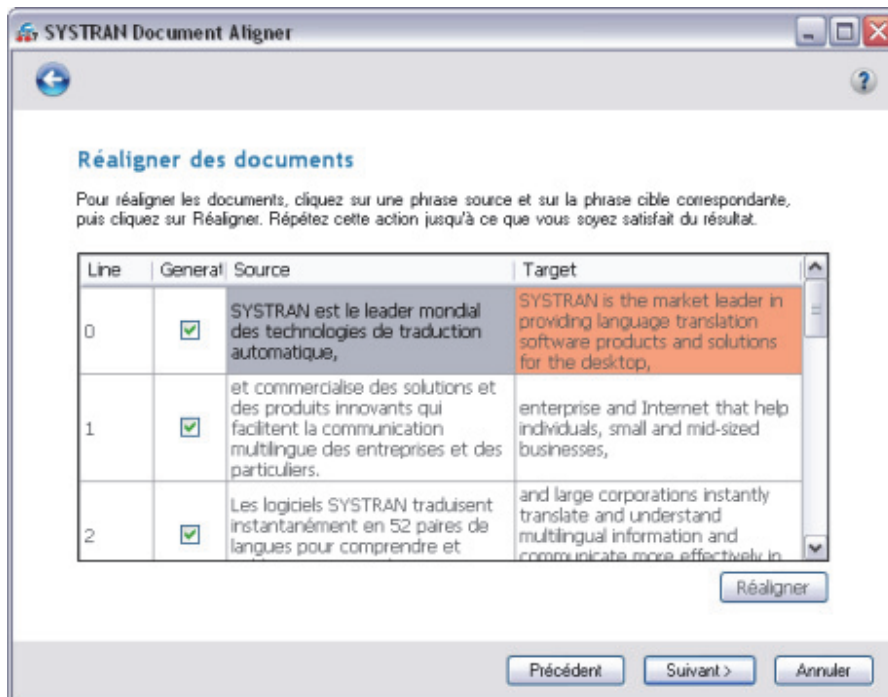 SYSTRAN Document Aligner
Réaligner des documents
Pour réaligner les documents, cliquez sur une phrase source et sur la phrase cible correspondante,
puis cliquez sur Réaligner. Répétez cette action jusqu'à ce que vous soyez satisfait du résultat.
Line Generat Source Target
0
SYSTRAN est le leader mondial
des technologies de traduction
automatique,
SYSTRAN is the market leader in
providing language translation
software products and solutions
for the desktop,
1
et commercialise des solutions et
des produits innovants qui
facilitent la communication
multilingue des entreprises et des
particuliers.
enterprise and Internet that help
individuals, small and mid-sized
businesses,
2
Les logiciels SYSTRAN traduisent
instantanément en 52 paires de
langues pour comprendre et
and large corporations instantly
translate and understand
multilingual information and
communicate more effectively in
Réaligner
Précédent Suivant > Annuler